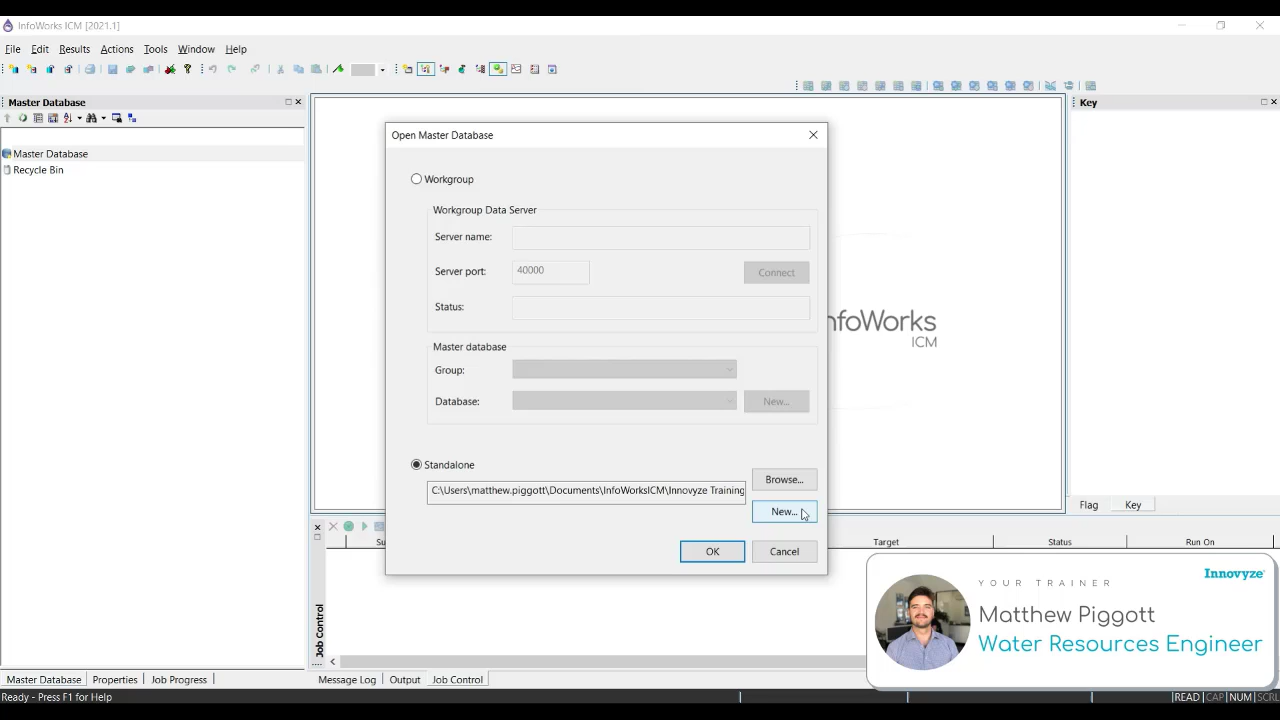 InfoWorks ICM [2021.1]
File Edit Results Actions Tools Window Help
Master Database
Key
Master Database
Recycle Bin
Open Master Database
Workgroup
Workgroup Data Server
Server name:
Server port: 40000 Connect
Status:
Master database
Group:
Database: New...
Standalone
C:\Users\matthew.piggott\Documents\InfoWorksICM\Innovyze Training
Browse...
New...
OK Cancel
nfoWorks
ICM
Flag Key
Su Target Status Run On
Job Control
Innovyze
YOUR TRAINER
Matthew Piggott
Water Resources Engineer
Master Database Properties Job Progress Message Log Output Job Control
Ready - Press F1 for Help READ CAP NUM SCRL